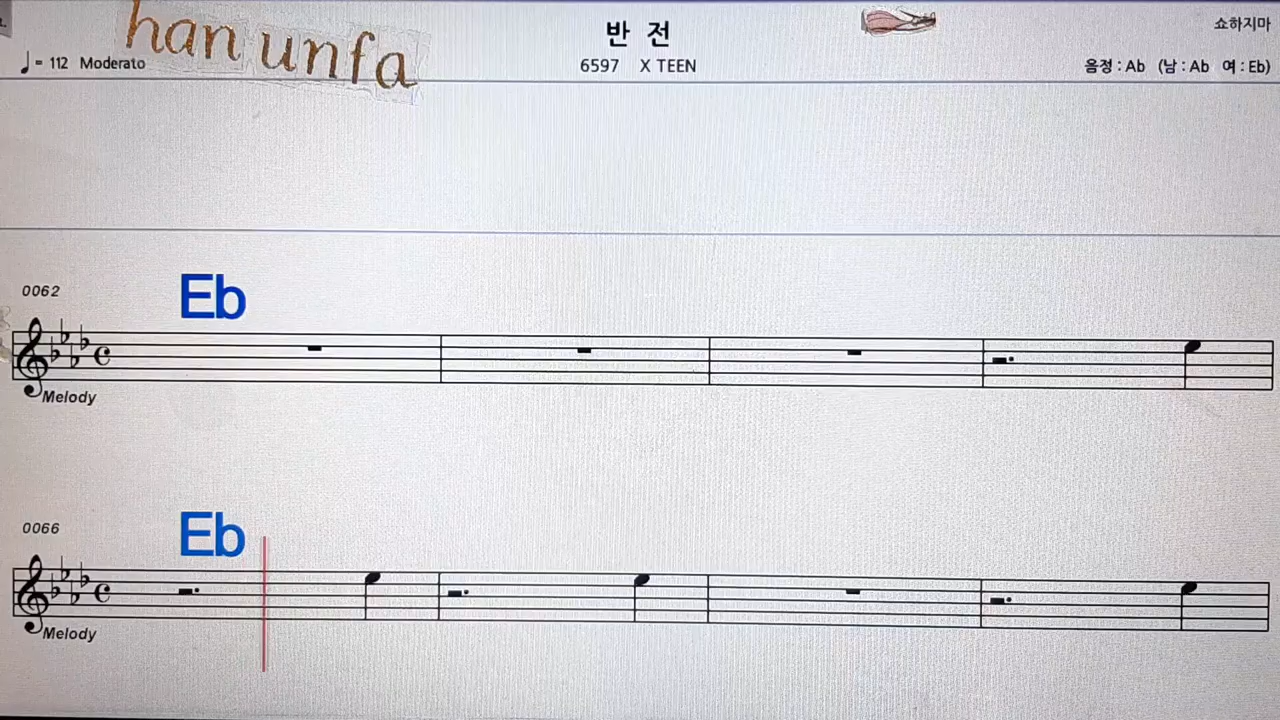 han unfa
반 전
쇼하지마
♩= 112 Moderato
6597 X TEEN
음정 : Ab (남 : Ab 여 : Eb)
Eb
0062
Melody
Eb
0066
Melody